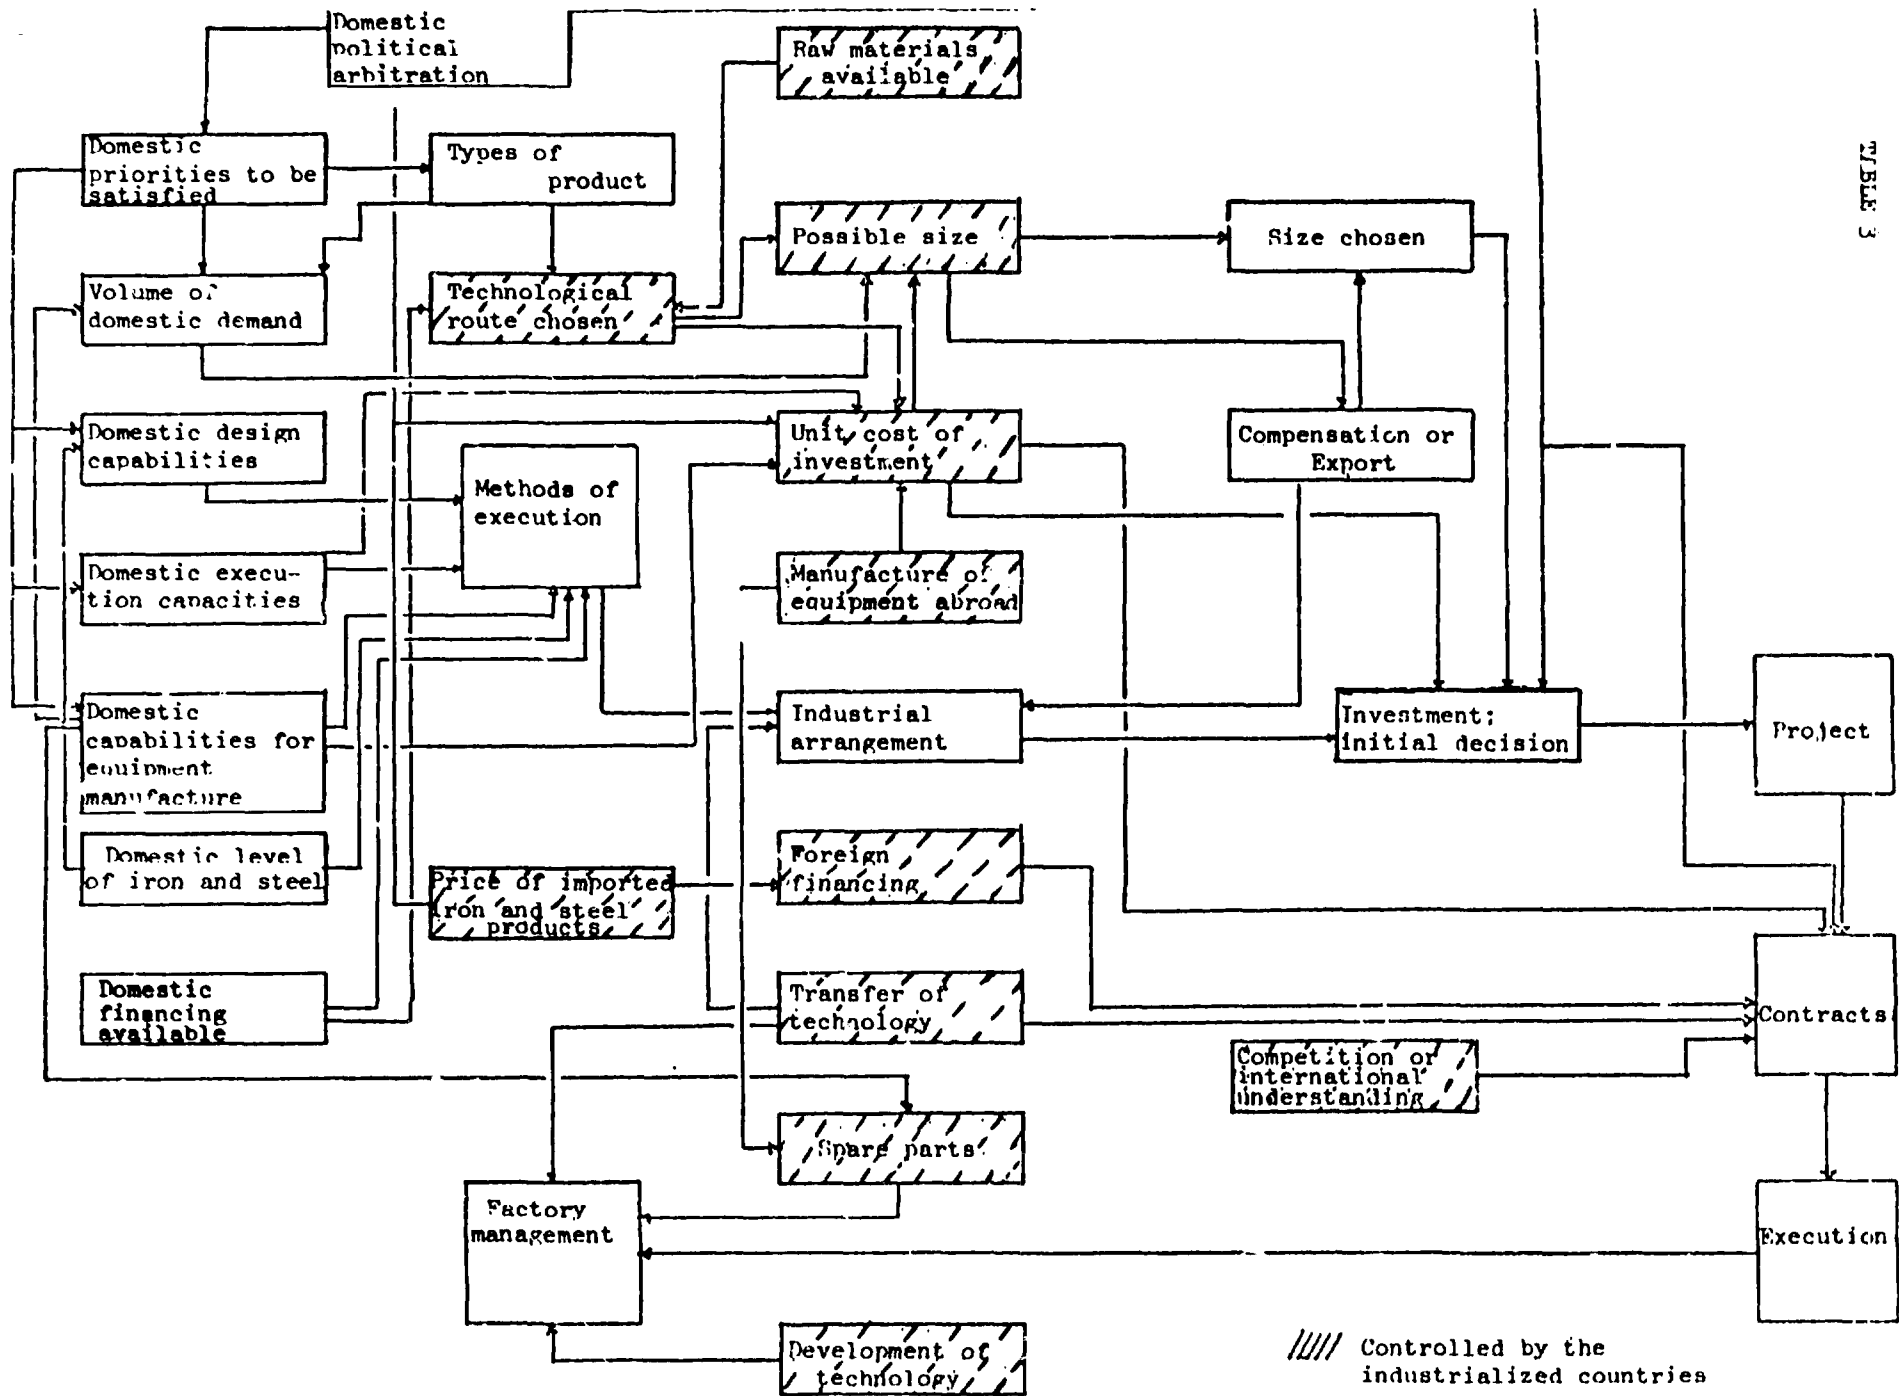 Domestic
political
arbitration
Raw materials
available
TABLE 3
Domestic
priorities to be
satisfied
Types of
product
Possible size
Size chosen
Volume of
domestic demand
Technological
route chosen
Domestic design
capabilities
Methods of
execution
Unit cost of
investment
Compensation or
Export
Domestic execu-
tion capacities
Manufacture of
equipment abroad
Domestic
capabilities for
equipment
manufacture
Industrial
arrangement
Investment:
initial decision
Project
Domestic level
of iron and steel
Price of imported
iron and steel
products
Foreign
financing
Domestic
financing
available
Transfer of
technology
Contracts
Competition or
international
understanding
Spare parts
Factory
management
Execution
Development of
technology
Controlled by the
industrialized countries